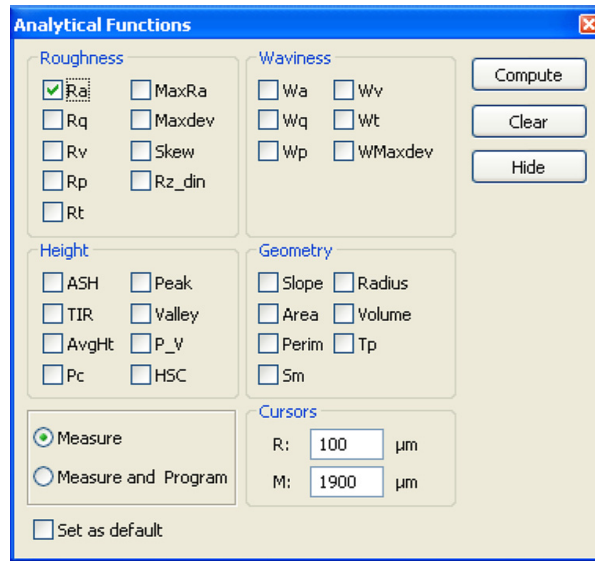 Analytical Functions
Roughness
Ra MaxRa
Rq Maxdev
Rv Skew
Rp Rz_din
Rt
Waviness
Wa Wv
Wq Wt
Wp WMaxdev
Compute
Clear
Hide
Height
ASH Peak
TIR Valley
AvgHt P_V
Pc HSC
Geometry
Slope Radius
Area Volume
Perim Tp
Sm
Measure
Measure and Program
Cursors
R: 100 µm
M: 1900 µm
Set as default